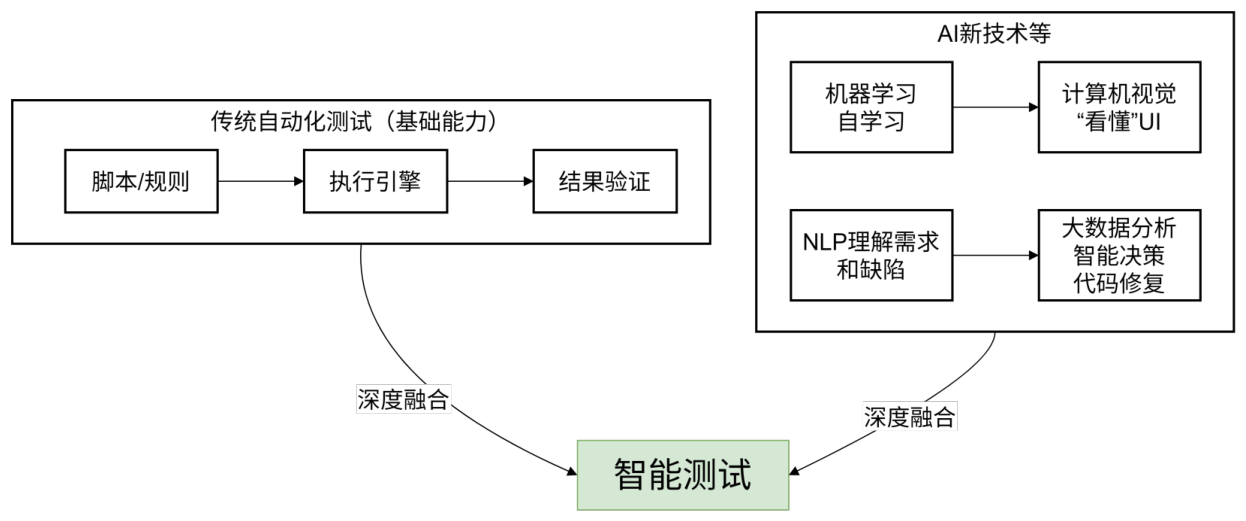 AI新技术等
机器学习
自学习
计算机视觉
“看懂”UI
传统自动化测试（基础能力）
脚本/规则
执行引擎
结果验证
NLP理解需求
和缺陷
大数据分析
智能决策
代码修复
深度融合
深度融合
智能测试